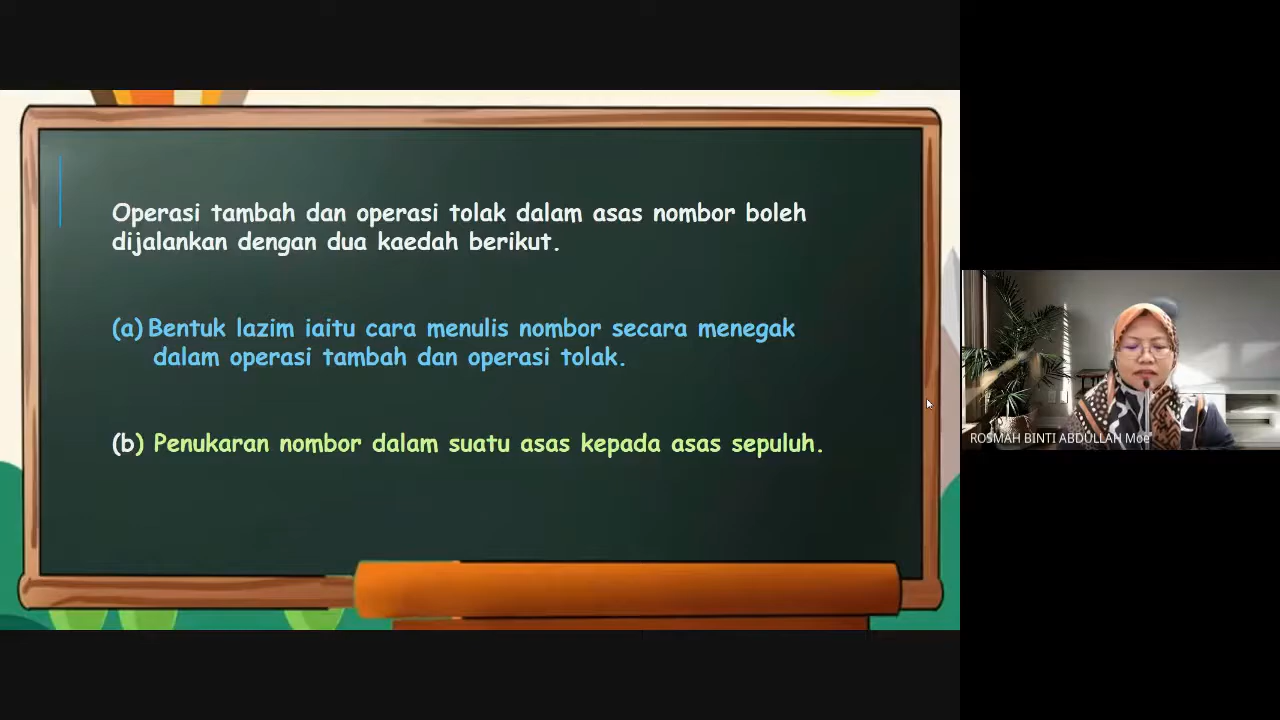 Operasi tambah dan operasi tolak dalam asas nombor boleh
dijalankan dengan dua kaedah berikut.
(a) Bentuk lazim iaitu cara menulis nombor secara menegak
dalam operasi tambah dan operasi tolak.
(b) Penukaran nombor dalam suatu asas kepada asas sepuluh.
ROSMAH BINTI ABDULLAH Moe